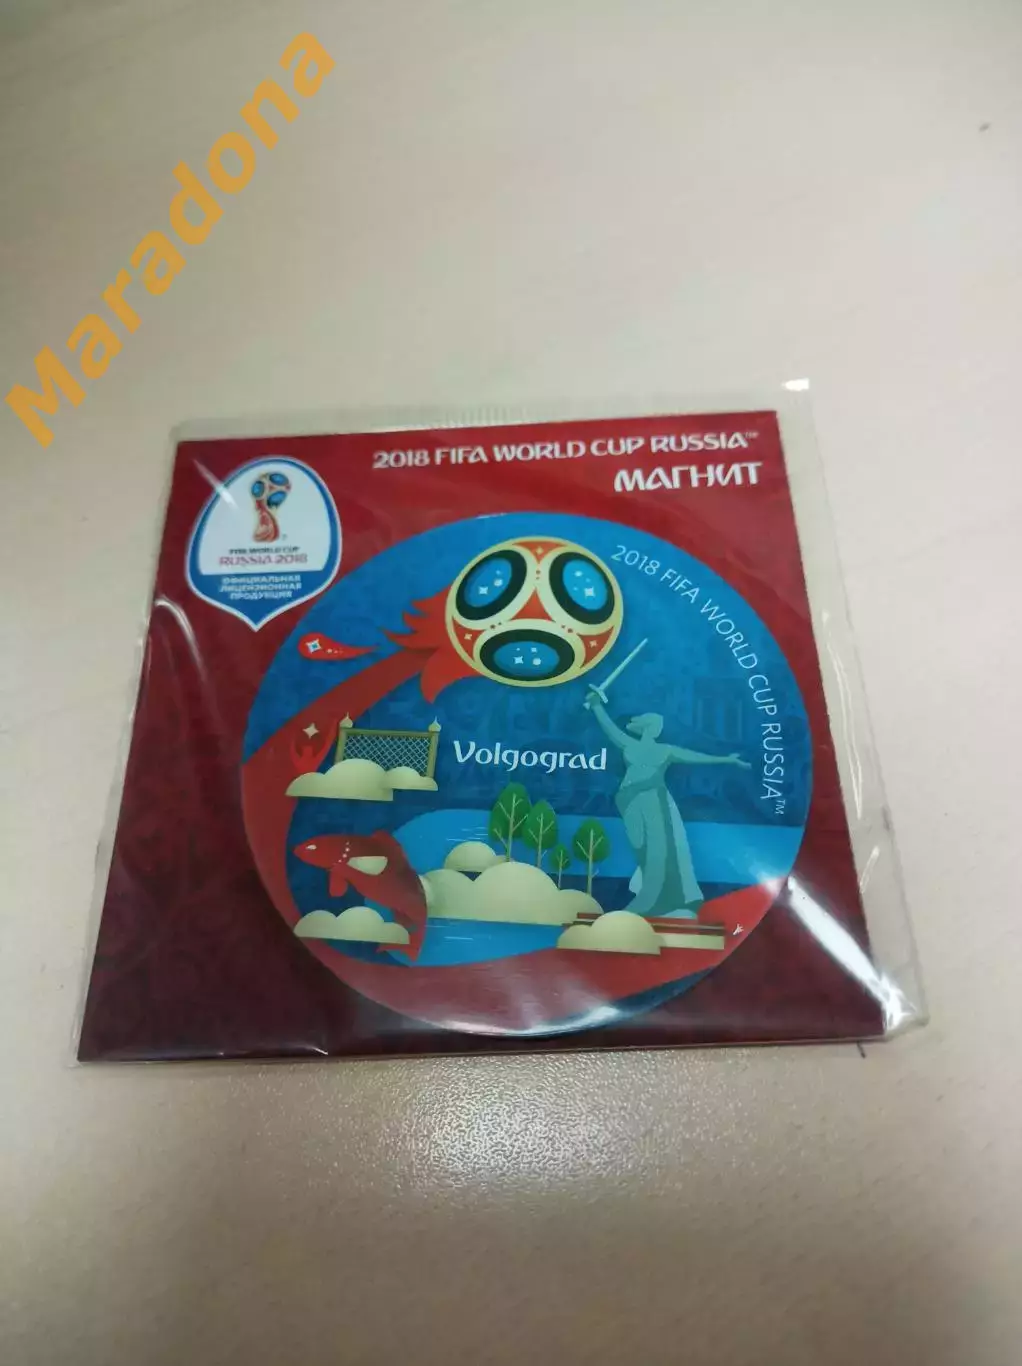 Maradona
2018 FIFA WORLD CUP RUSSIA™
МАГНИТ
FIFA WORLD CUP
RUSSIA 2018
ОФИЦИАЛЬНАЯ
ЛИЦЕНЗИОННАЯ
ПРОДУКЦИЯ
2018 FIFA WORLD CUP RUSSIA™
Volgograd